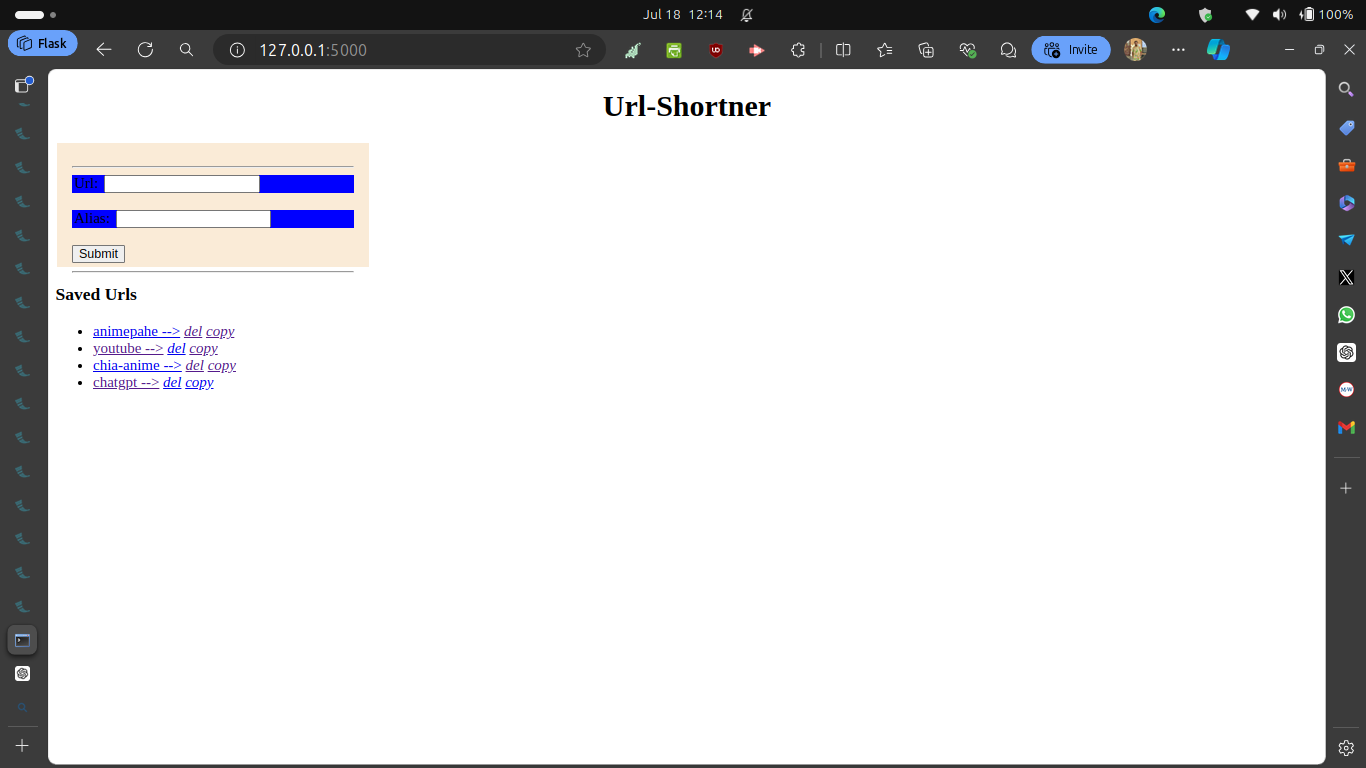 Jul 18 12:14
100%
Flask
127.0.0.1:5000
Invite
Url-Shortner
Url:
Alias:
Submit
Saved Urls
animepahe --> del copy
youtube --> del copy
chia-anime --> del copy
chatgpt --> del copy